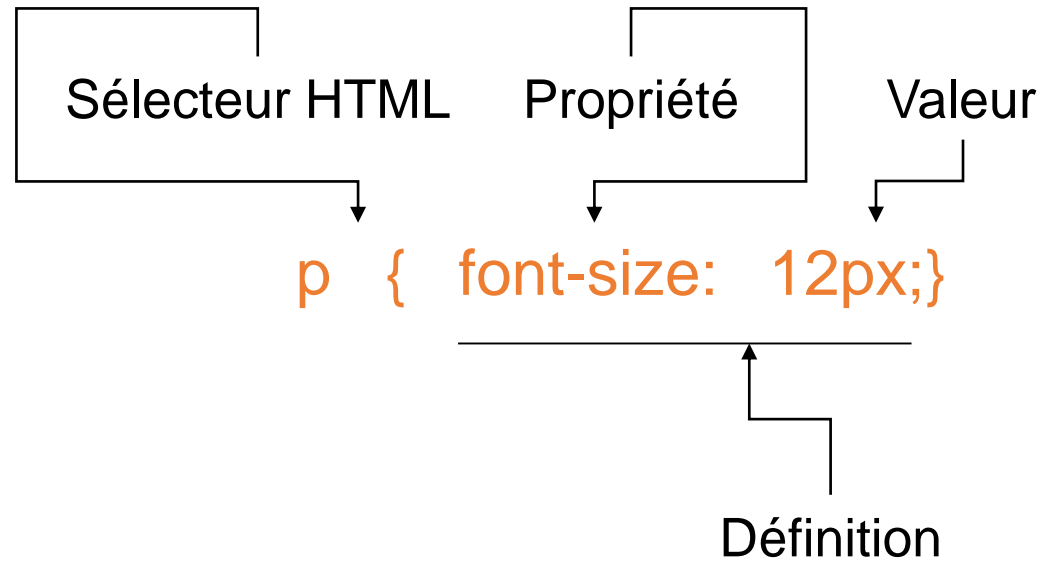 Sélecteur HTML Propriété Valeur
p { font-size: 12px;}
Définition